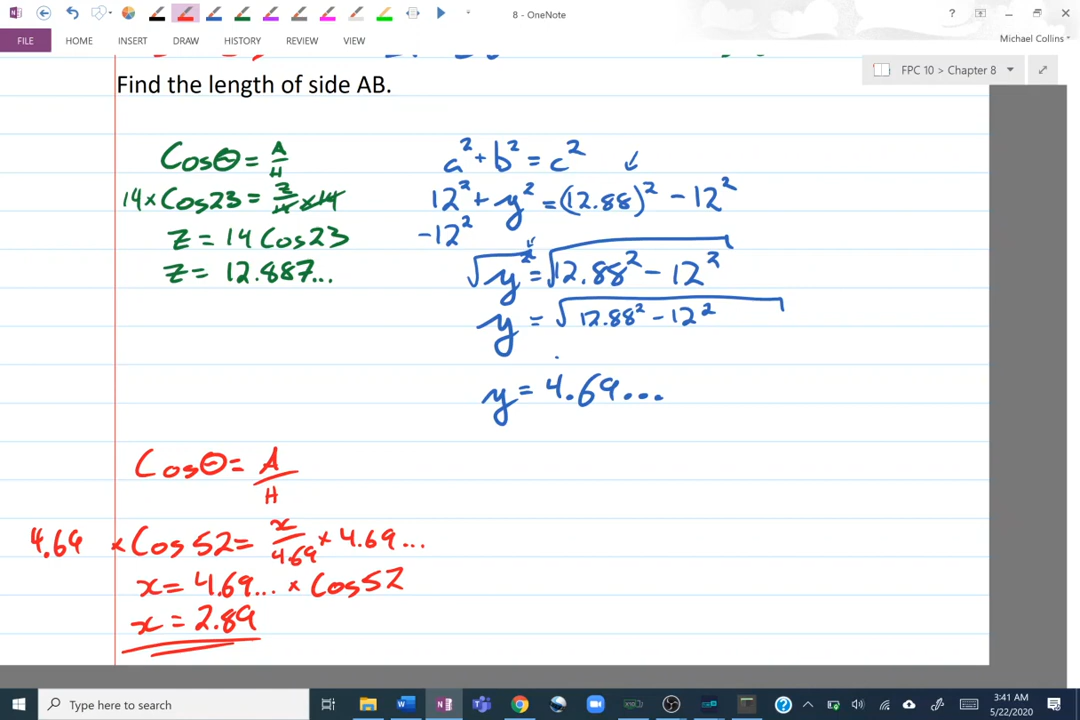 8 - OneNote
?
Michael Collins
FILE HOME INSERT DRAW HISTORY REVIEW VIEW
FPC 10 > Chapter 8
Find the length of side AB.
Cosθ = A/H
14 × Cos23 = z/14 × 14
z = 14 Cos23
z = 12.887...
a² + b² = c²
12² + y² = (12.88)² - 12²
-12²
√y² = √12.88² - 12²
y = √12.88² - 12²
y = 4.69...
Cosθ = A/H
4.69 × Cos 52 = x/4.69 × 4.69...
x = 4.69... × Cos52
x = 2.89
Type here to search
3:41 AM
5/22/2020